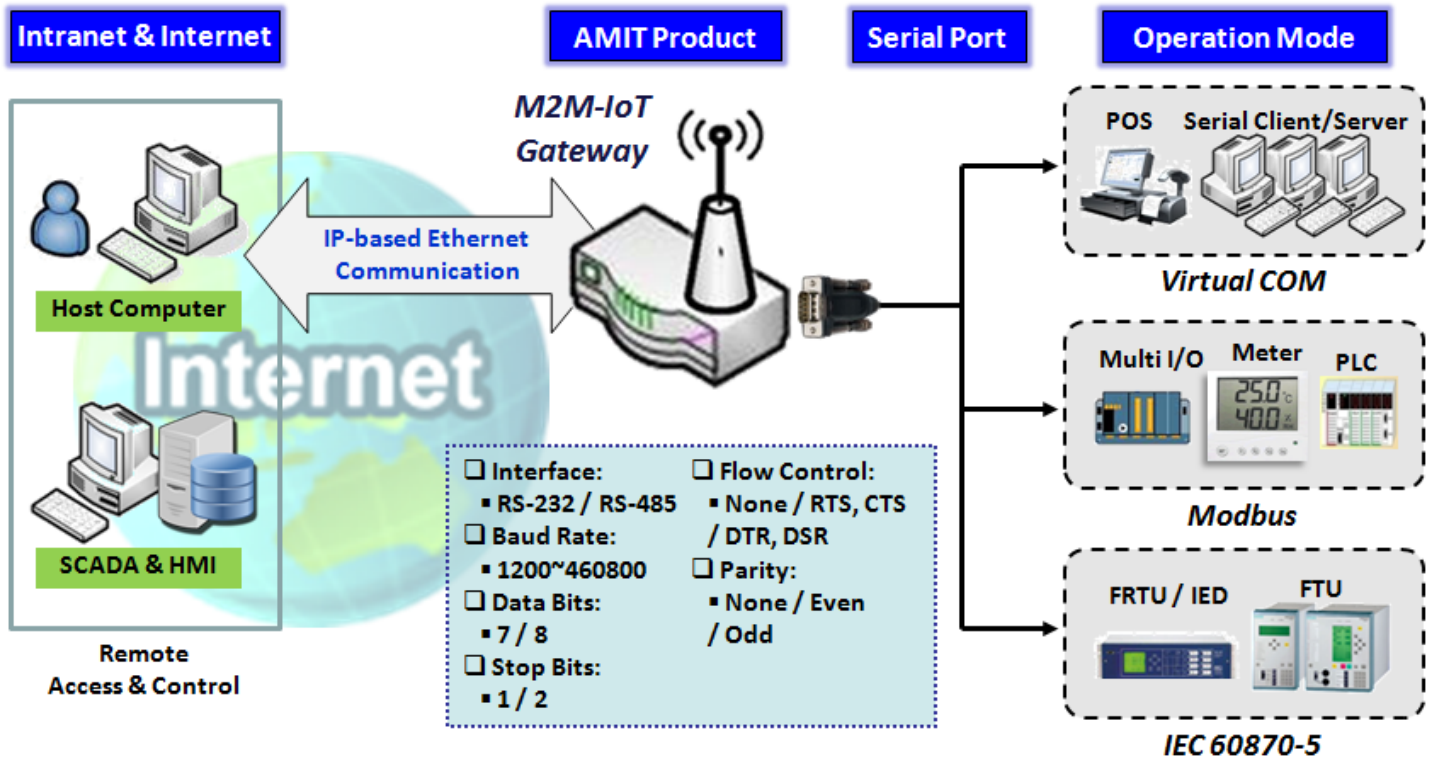 Intranet & Internet
AMIT Product
Serial Port
Operation Mode
M2M-IoT
Gateway
IP-based Ethernet
Communication
Host Computer
Internet
SCADA & HMI
Remote
Access & Control
❑ Interface:
▪ RS-232 / RS-485
❑ Baud Rate:
▪ 1200~460800
❑ Data Bits:
▪ 7 / 8
❑ Stop Bits:
▪ 1 / 2
❑ Flow Control:
▪ None / RTS, CTS
/ DTR, DSR
❑ Parity:
▪ None / Even
/ Odd
POS
Serial Client/Server
Virtual COM
Multi I/O
Meter
PLC
25.0 °C
40.0
Modbus
FRTU / IED
FTU
IEC 60870-5